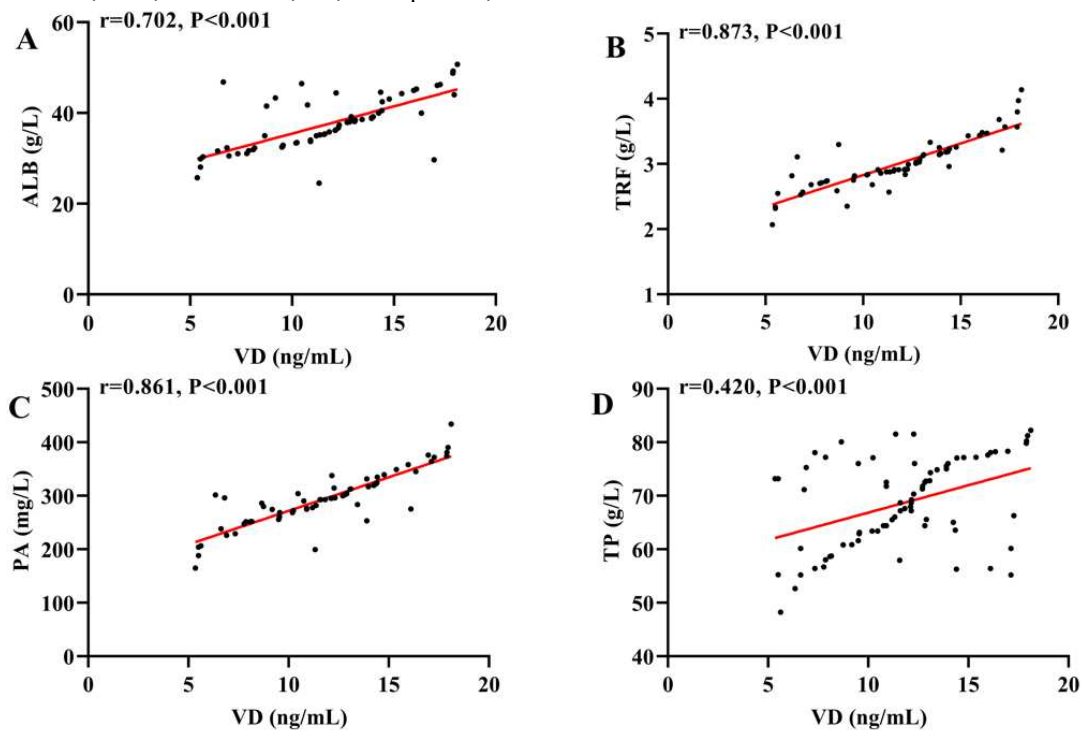 A
r=0.702, P<0.001
60
40
20
0
ALB (g/L)
0 5 10 15 20
VD (ng/mL)
B
r=0.873, P<0.001
5
4
3
2
1
TRF (g/L)
0 5 10 15 20
VD (ng/mL)
C
r=0.861, P<0.001
500
400
300
200
100
0
PA (mg/L)
0 5 10 15 20
VD (ng/mL)
D
r=0.420, P<0.001
90
80
70
60
50
40
TP (g/L)
0 5 10 15 20
VD (ng/mL)